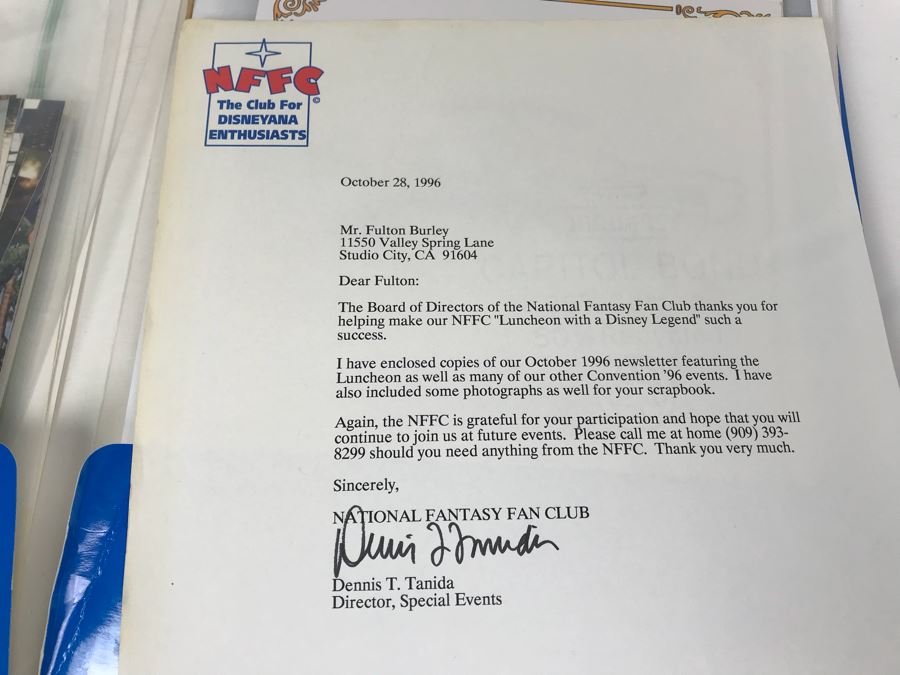 NFFC
©
The Club For
DISNEYANA
ENTHUSIASTS
October 28, 1996
Mr. Fulton Burley
11550 Valley Spring Lane
Studio City, CA 91604
Dear Fulton:
The Board of Directors of the National Fantasy Fan Club thanks you for
helping make our NFFC "Luncheon with a Disney Legend" such a
success.
I have enclosed copies of our October 1996 newsletter featuring the
Luncheon as well as many of our other Convention '96 events. I have
also included some photographs as well for your scrapbook.
Again, the NFFC is grateful for your participation and hope that you will
continue to join us at future events. Please call me at home (909) 393-
8299 should you need anything from the NFFC. Thank you very much.
Sincerely,
NATIONAL FANTASY FAN CLUB
Dennis T. Tanida
Director, Special Events